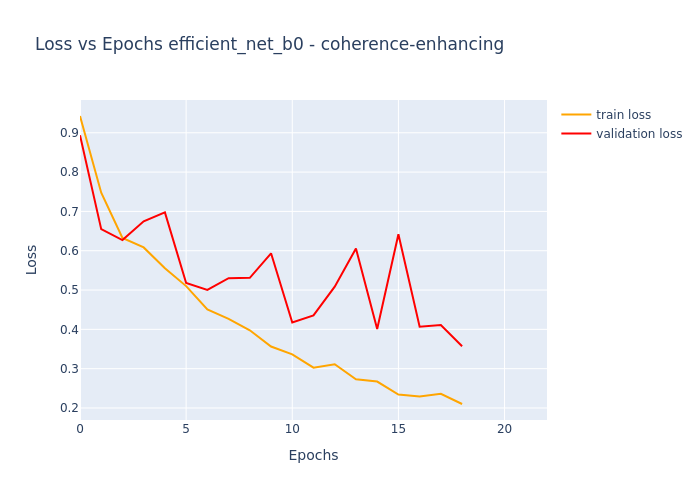 Loss vs Epochs efficient_net_b0 - coherence-enhancing
train loss
validation loss
0.9
0.8
0.7
0.6
0.5
0.4
0.3
0.2
Loss
0 5 10 15 20
Epochs